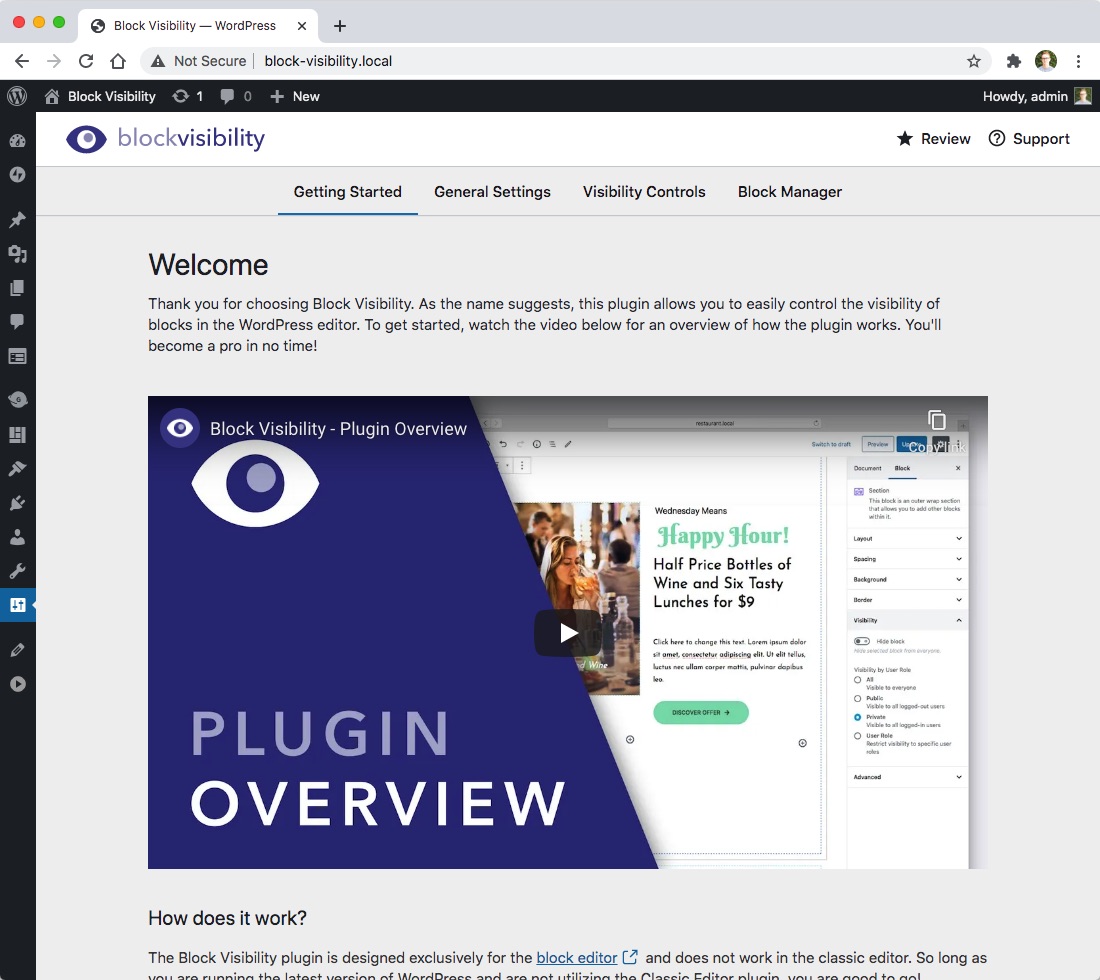 Block Visibility — WordPress
Not Secure
block-visibility.local
Block Visibility
1
0
New
Howdy, admin
blockvisibility
Review
Support
Getting Started
General Settings
Visibility Controls
Block Manager
Welcome
Thank you for choosing Block Visibility. As the name suggests, this plugin allows you to easily control the visibility of
blocks in the WordPress editor. To get started, watch the video below for an overview of how the plugin works. You'll
become a pro in no time!
Block Visibility - Plugin Overview
Copy link
PLUGIN
OVERVIEW
restaurant.local
Switch to draft
Preview
Wednesday Means
Happy Hour!
Half Price Bottles of
Wine and Six Tasty
Lunches for $9
Click here to change this text. Lorem ipsum dolor
sit amet, consectetur adipiscing elit. Ut elit tellus,
luctus nec ullam corper mattis, pulvinar dapibus
leo.
DISCOVER OFFER
Wine
Document
Block
Section
This block is an outer wrap section
that allows you to add other blocks
within it.
Layout
Spacing
Background
Border
Visibility
Hide block
Hide selected block from everyone.
Visibility by User Role
All
Visible to everyone
Public
Visible to all logged-out users
Private
Visible to all logged-in users
User Role
Restrict visibility to specific user
roles
Advanced
How does it work?
The Block Visibility plugin is designed exclusively for the block editor and does not work in the classic editor. So long as
you are running the latest version of WordPress and are not utilizing the Classic Editor plugin, you are good to go!